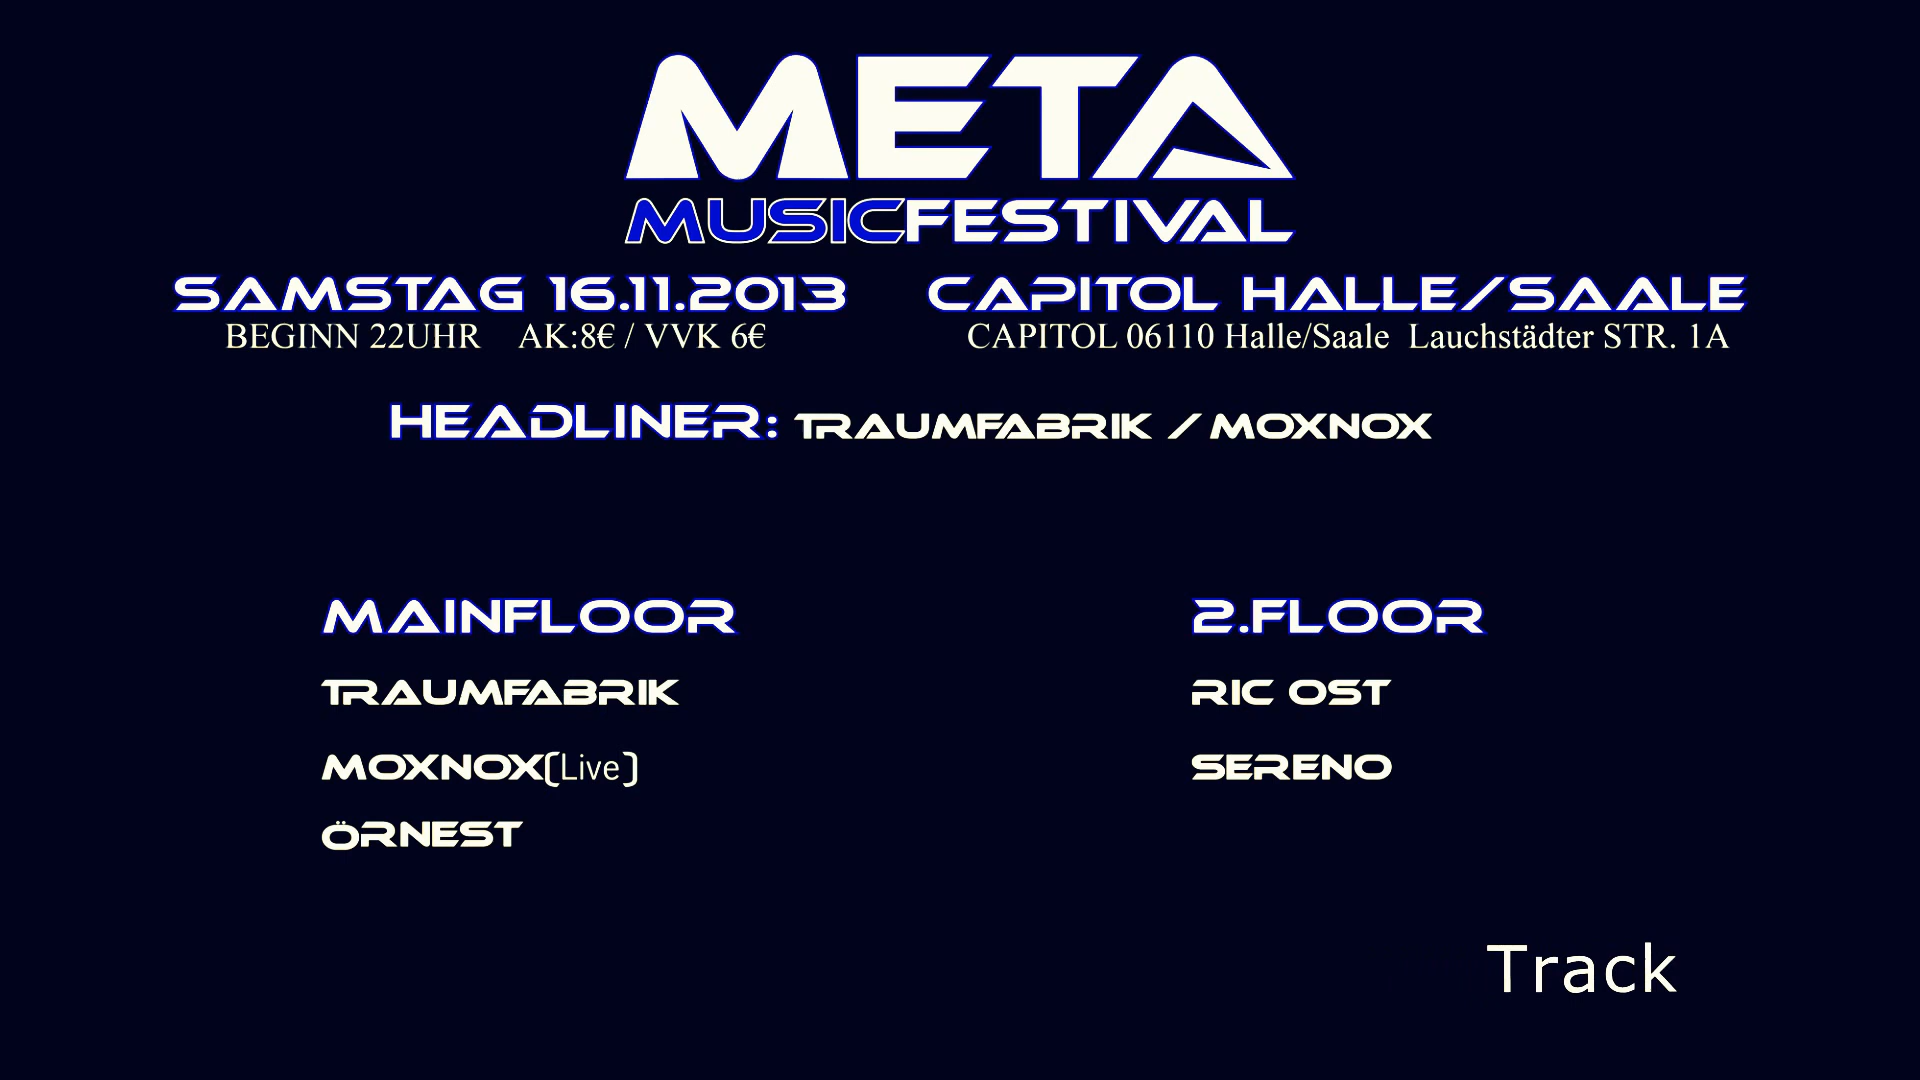 META
MUSICFESTIVAL
SAMSTAG 16.11.2013 CAPITOL HALLE/SAALE
BEGINN 22UHR AK:8€ / VVK 6€ CAPITOL 06110 Halle/Saale Lauchstädter STR. 1A
HEADLINER: TRAUMFABRIK / MOXNOX
MAINFLOOR
TRAUMFABRIK
MOXNOX(Live)
ÖRNEST
2.FLOOR
RIC OST
SERENO
Track